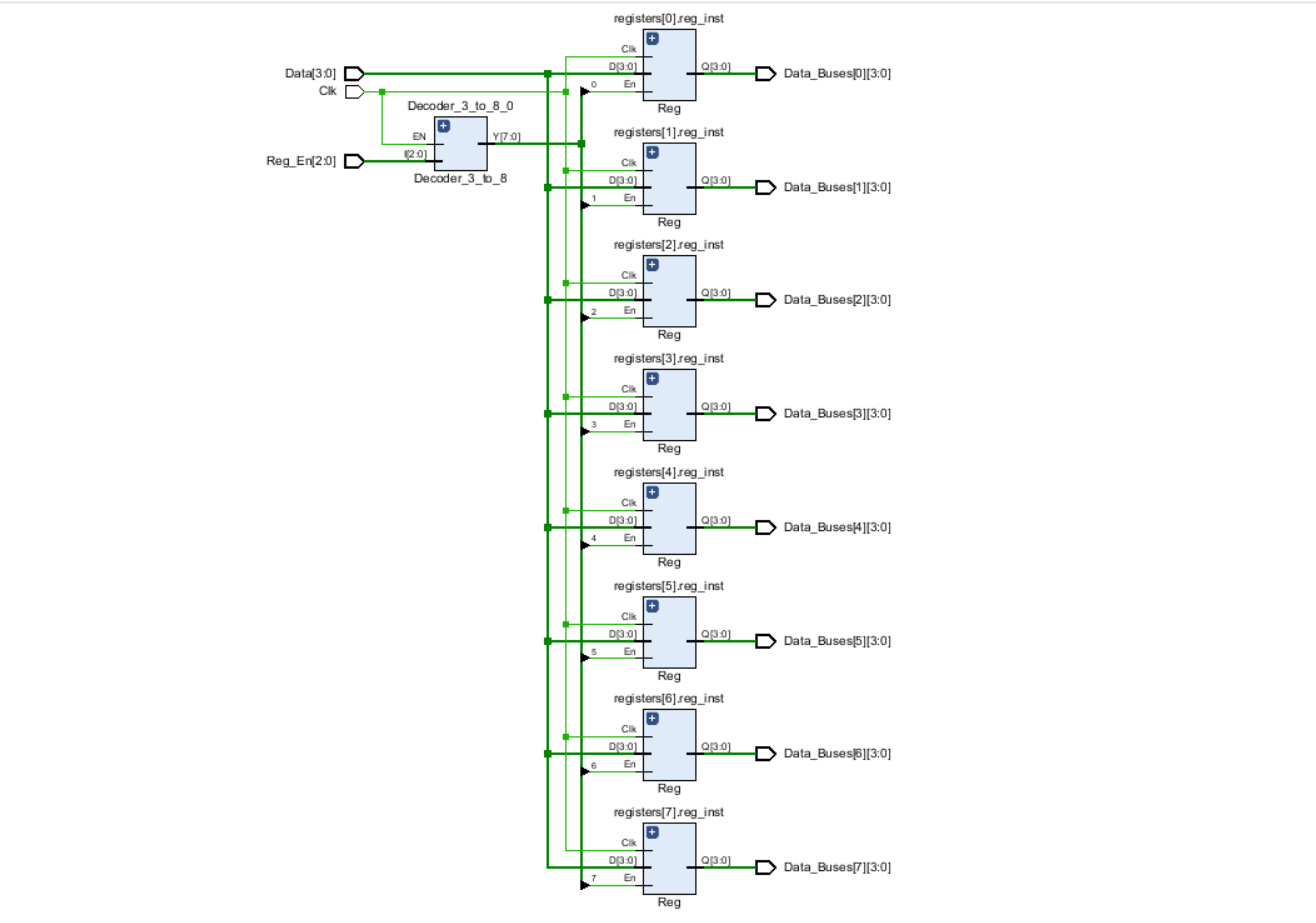 registers[0].reg_inst
Clk
Data[3:0] D[3:0] Q[3:0] Data_Buses[0][3:0]
Clk 0 En
Decoder_3_to_8_0 Reg
EN Y[7:0]
Reg_En[2:0] I[2:0]
Decoder_3_to_8
registers[1].reg_inst
Clk
D[3:0] Q[3:0] Data_Buses[1][3:0]
1 En
Reg
registers[2].reg_inst
Clk
D[3:0] Q[3:0] Data_Buses[2][3:0]
2 En
Reg
registers[3].reg_inst
Clk
D[3:0] Q[3:0] Data_Buses[3][3:0]
3 En
Reg
registers[4].reg_inst
Clk
D[3:0] Q[3:0] Data_Buses[4][3:0]
4 En
Reg
registers[5].reg_inst
Clk
D[3:0] Q[3:0] Data_Buses[5][3:0]
5 En
Reg
registers[6].reg_inst
Clk
D[3:0] Q[3:0] Data_Buses[6][3:0]
6 En
Reg
registers[7].reg_inst
Clk
D[3:0] Q[3:0] Data_Buses[7][3:0]
7 En
Reg